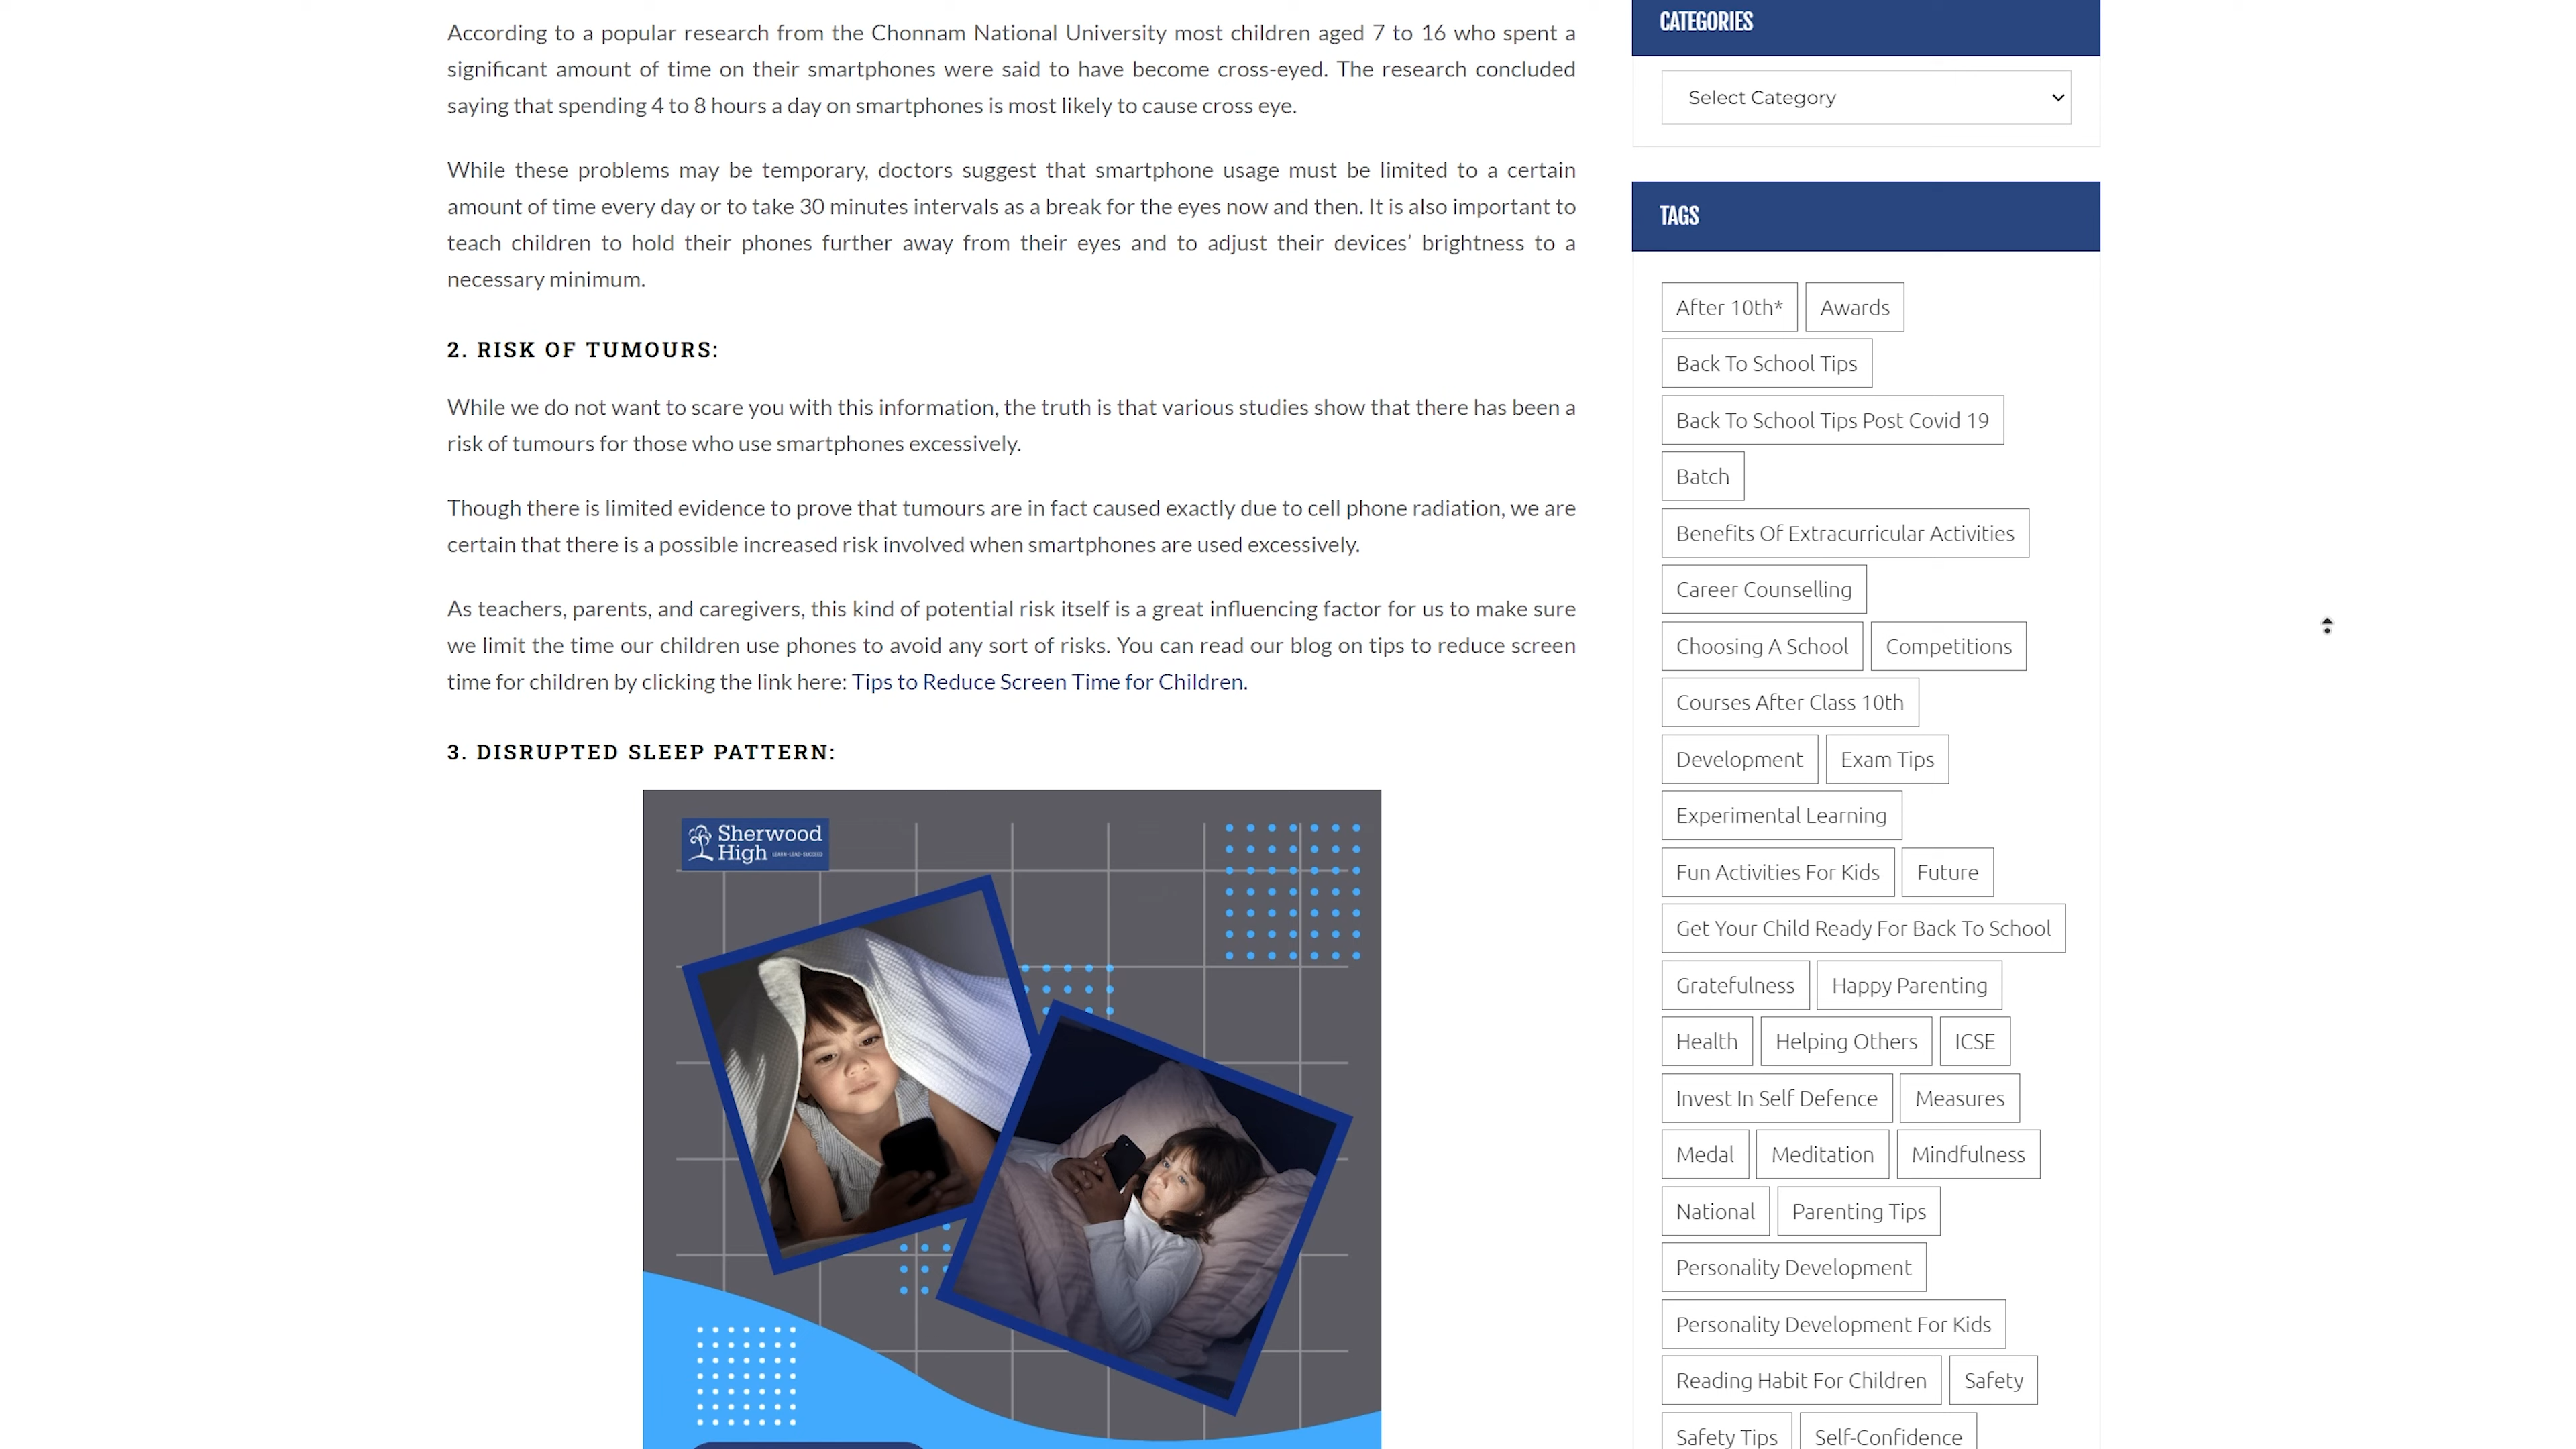 According to a popular research from the Chonnam National University most children aged 7 to 16 who spent a
significant amount of time on their smartphones were said to have become cross-eyed. The research concluded
saying that spending 4 to 8 hours a day on smartphones is most likely to cause cross eye.
While these problems may be temporary, doctors suggest that smartphone usage must be limited to a certain
amount of time every day or to take 30 minutes intervals as a break for the eyes now and then. It is also important to
teach children to hold their phones further away from their eyes and to adjust their devices’ brightness to a
necessary minimum.
2. RISK OF TUMOURS:
While we do not want to scare you with this information, the truth is that various studies show that there has been a
risk of tumours for those who use smartphones excessively.
Though there is limited evidence to prove that tumours are in fact caused exactly due to cell phone radiation, we are
certain that there is a possible increased risk involved when smartphones are used excessively.
As teachers, parents, and caregivers, this kind of potential risk itself is a great influencing factor for us to make sure
we limit the time our children use phones to avoid any sort of risks. You can read our blog on tips to reduce screen
time for children by clicking the link here: Tips to Reduce Screen Time for Children.
3. DISRUPTED SLEEP PATTERN:
Sherwood
High LEARN-LEAD-SUCCEED
CATEGORIES
Select Category
TAGS
After 10th* Awards
Back To School Tips
Back To School Tips Post Covid 19
Batch
Benefits Of Extracurricular Activities
Career Counselling
Choosing A School Competitions
Courses After Class 10th
Development Exam Tips
Experimental Learning
Fun Activities For Kids Future
Get Your Child Ready For Back To School
Gratefulness Happy Parenting
Health Helping Others ICSE
Invest In Self Defence Measures
Medal Meditation Mindfulness
National Parenting Tips
Personality Development
Personality Development For Kids
Reading Habit For Children Safety
Safety Tips Self-Confidence